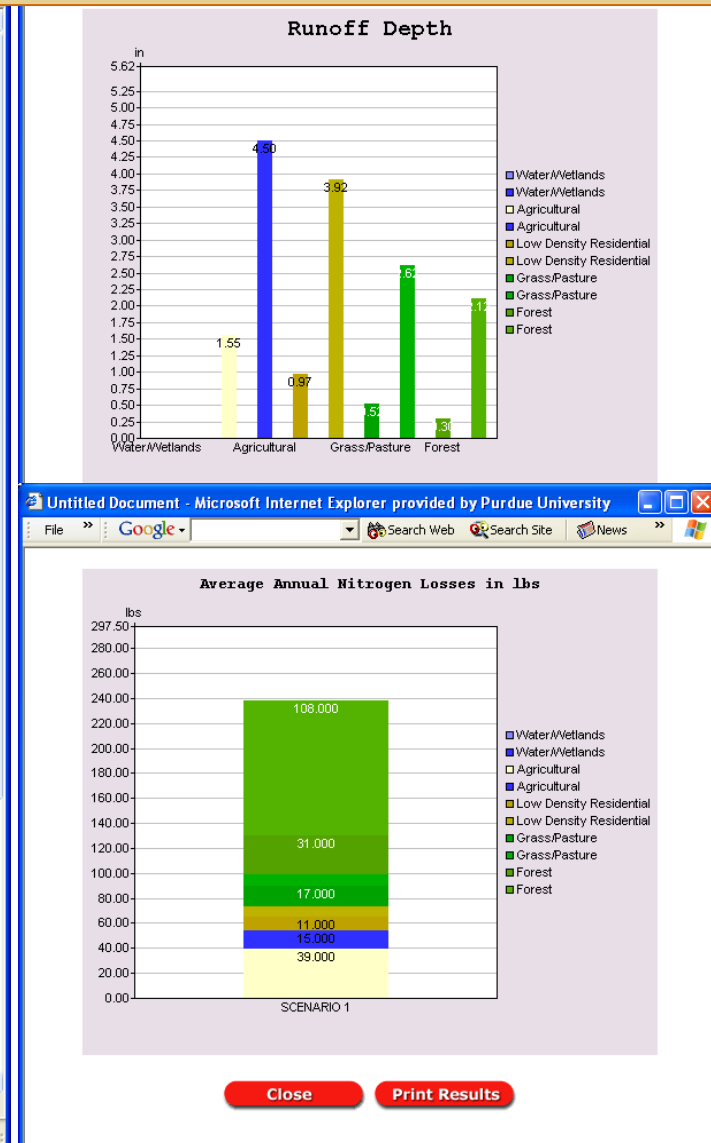 Runoff Depth
in
5.62
5.25
5.00
4.75
4.50
4.25
4.00
3.75
3.50
3.25
3.00
2.75
2.50
2.25
2.00
1.75
1.50
1.25
1.00
0.75
0.50
0.25
0.00
1.55
4.50
0.97
3.92
0.52
2.62
0.30
2.12
Water/Wetlands Agricultural Grass/Pasture Forest
Water/Wetlands
Water/Wetlands
Agricultural
Agricultural
Low Density Residential
Low Density Residential
Grass/Pasture
Grass/Pasture
Forest
Forest
Untitled Document - Microsoft Internet Explorer provided by Purdue University
File » Google Search Web Search Site News »
Average Annual Nitrogen Losses in lbs
lbs
297.50
280.00
260.00
240.00
220.00
200.00
180.00
160.00
140.00
120.00
100.00
80.00
60.00
40.00
20.00
0.00
108.000
31.000
17.000
11.000
15.000
39.000
SCENARIO 1
Water/Wetlands
Water/Wetlands
Agricultural
Agricultural
Low Density Residential
Low Density Residential
Grass/Pasture
Grass/Pasture
Forest
Forest
Close Print Results